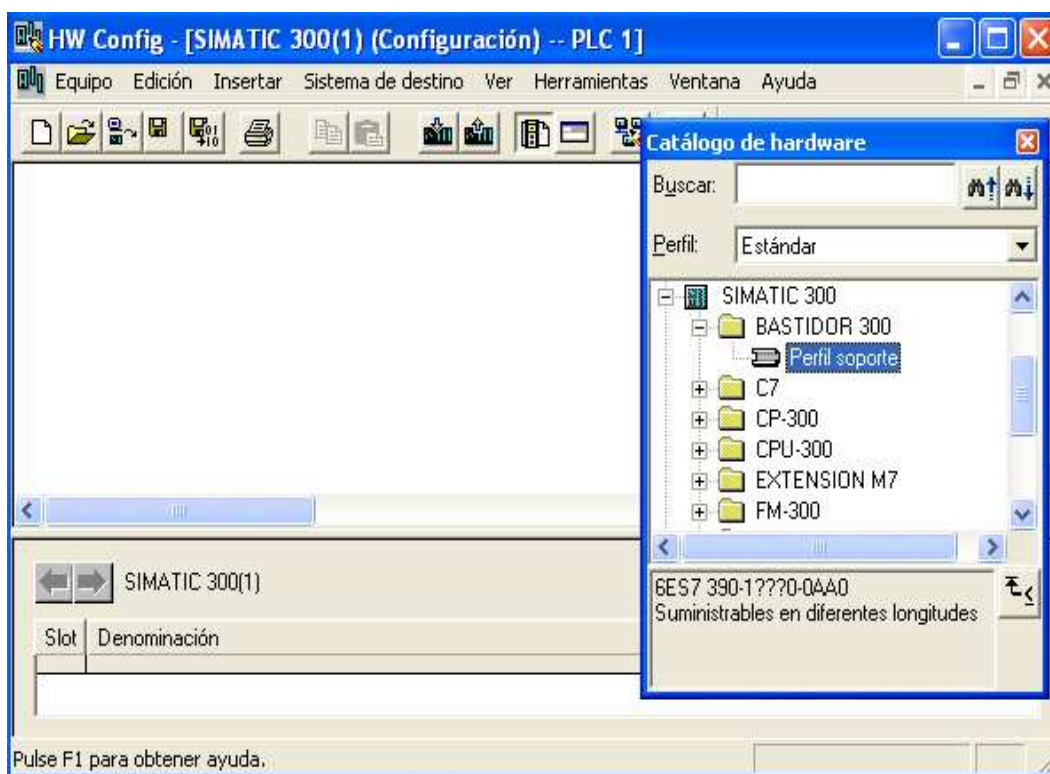 HW Config - [SIMATIC 300(1) (Configuración) -- PLC 1]
Equipo Edición Insertar Sistema de destino Ver Herramientas Ventana Ayuda
Catálogo de hardware
Buscar:
Perfil: Estándar
SIMATIC 300
BASTIDOR 300
Perfil soporte
C7
CP-300
CPU-300
EXTENSION M7
FM-300
6ES7 390-1???0-0AA0
Suministrables en diferentes longitudes
SIMATIC 300(1)
Slot Denominación
Pulse F1 para obtener ayuda.